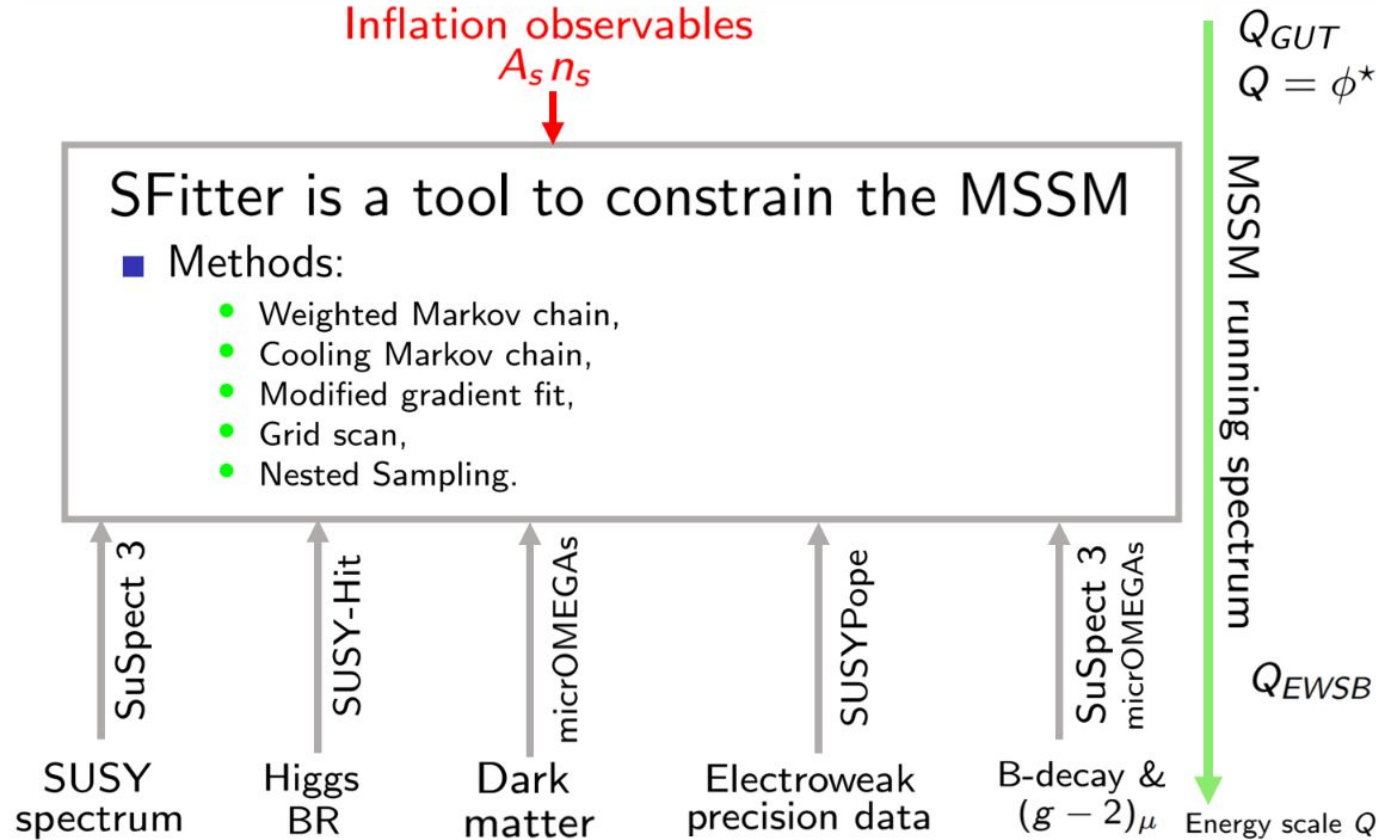 Inflation observables
A_s n_s
Q_GUT
Q = φ*
SFitter is a tool to constrain the MSSM
Methods:
Weighted Markov chain,
Cooling Markov chain,
Modified gradient fit,
Grid scan,
Nested Sampling.
MSSM running spectrum
SuSpect 3
SUSY-Hit
micrOMEGAs
SUSYPope
SuSpect 3
micrOMEGAs
Q_EWSB
SUSY
spectrum
Higgs
BR
Dark
matter
Electroweak
precision data
B-decay &
(g − 2)_μ
Energy scale Q